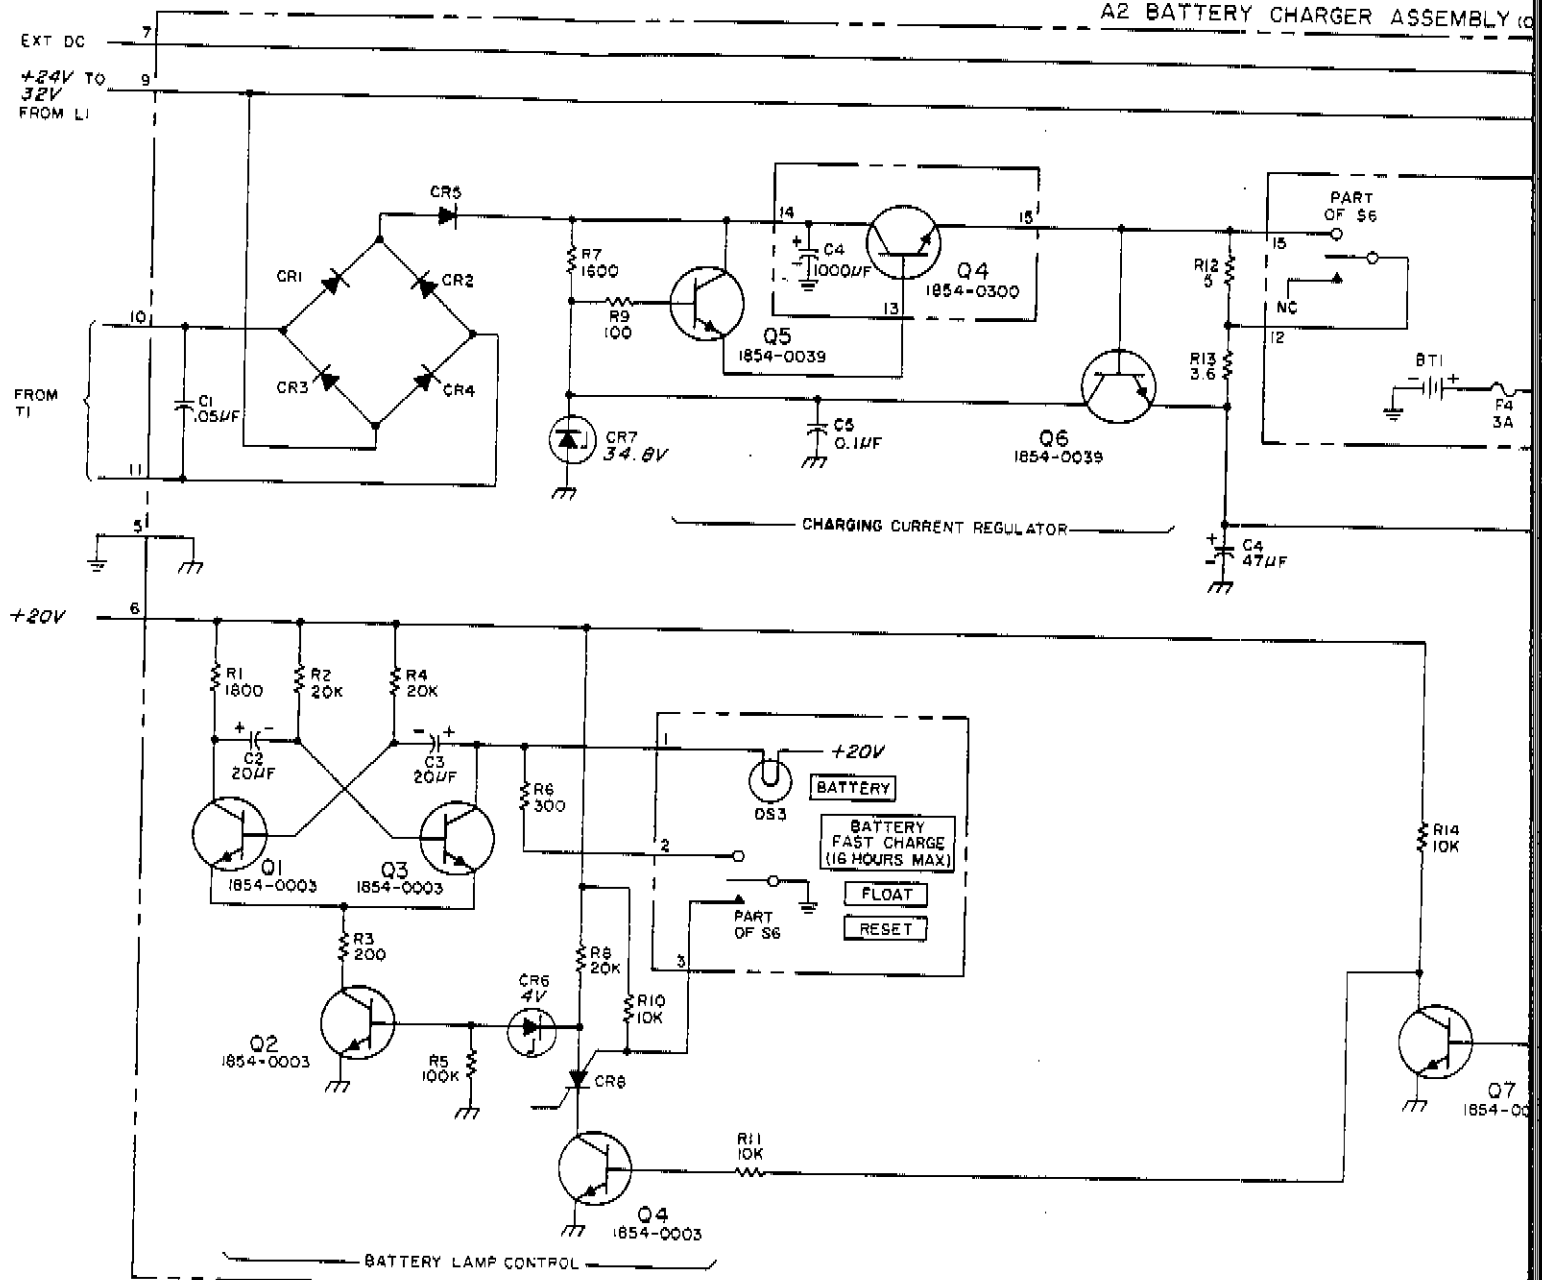 A2 BATTERY CHARGER ASSEMBLY (O
EXT DC
7
+24V TO
32V
FROM L1
9
CR5
CR1
CR2
CR3
CR4
10
FROM
T1
C1
.05µF
11
R7
1600
R9
100
Q5
1854-0039
14
+
-
C4
1000µF
Q4
1854-0300
15
13
CR7
34.8V
C5
0.1µF
Q6
1854-0039
R12
5
R13
3.6
15
PART
OF S6
NC
12
BT1
- +
F4
3A
CHARGING CURRENT REGULATOR
+
-
C4
47µF
5
+20V
6
R1
1800
R2
20K
R4
20K
+ -
C2
20µF
- +
C3
20µF
R6
300
1
+20V
DS3
BATTERY
BATTERY
FAST CHARGE
(16 HOURS MAX)
2
FLOAT
RESET
PART
OF S6
3
Q1
1854-0003
Q3
1854-0003
R3
200
R8
20K
R10
10K
CR6
4V
Q2
1854-0003
R5
100K
CR8
R14
10K
Q7
1854-00
R11
10K
Q4
1854-0003
BATTERY LAMP CONTROL